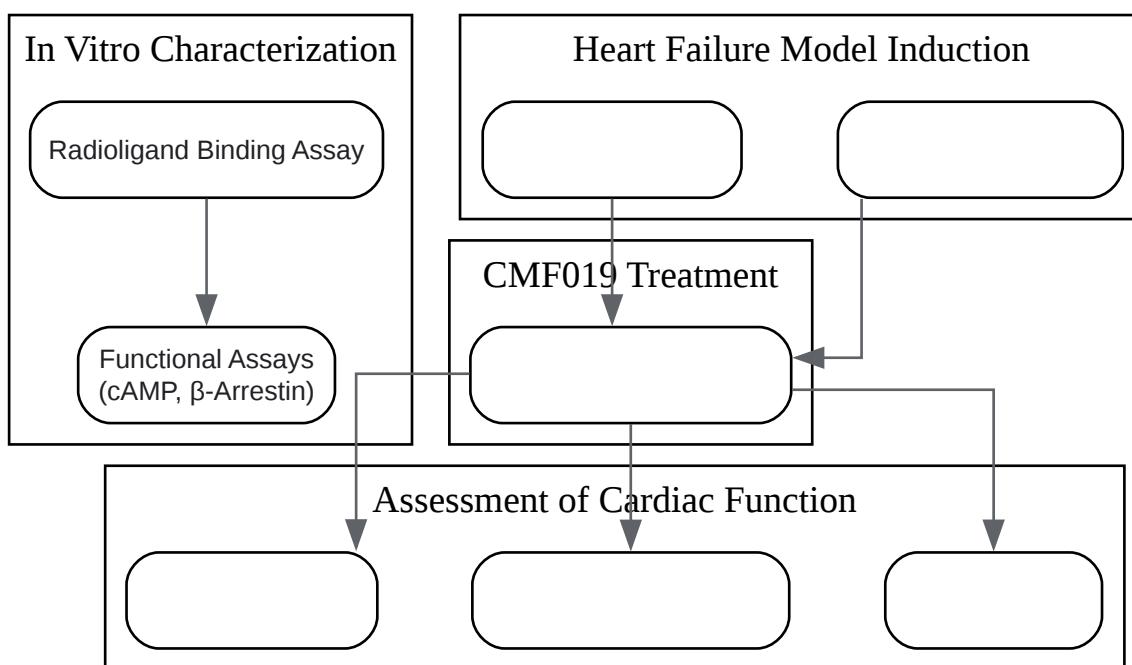 In Vitro Characterization
Heart Failure Model Induction
Radioligand Binding Assay
CMF019 Treatment
Functional Assays
(cAMP, β-Arrestin)
Assessment of Cardiac Function